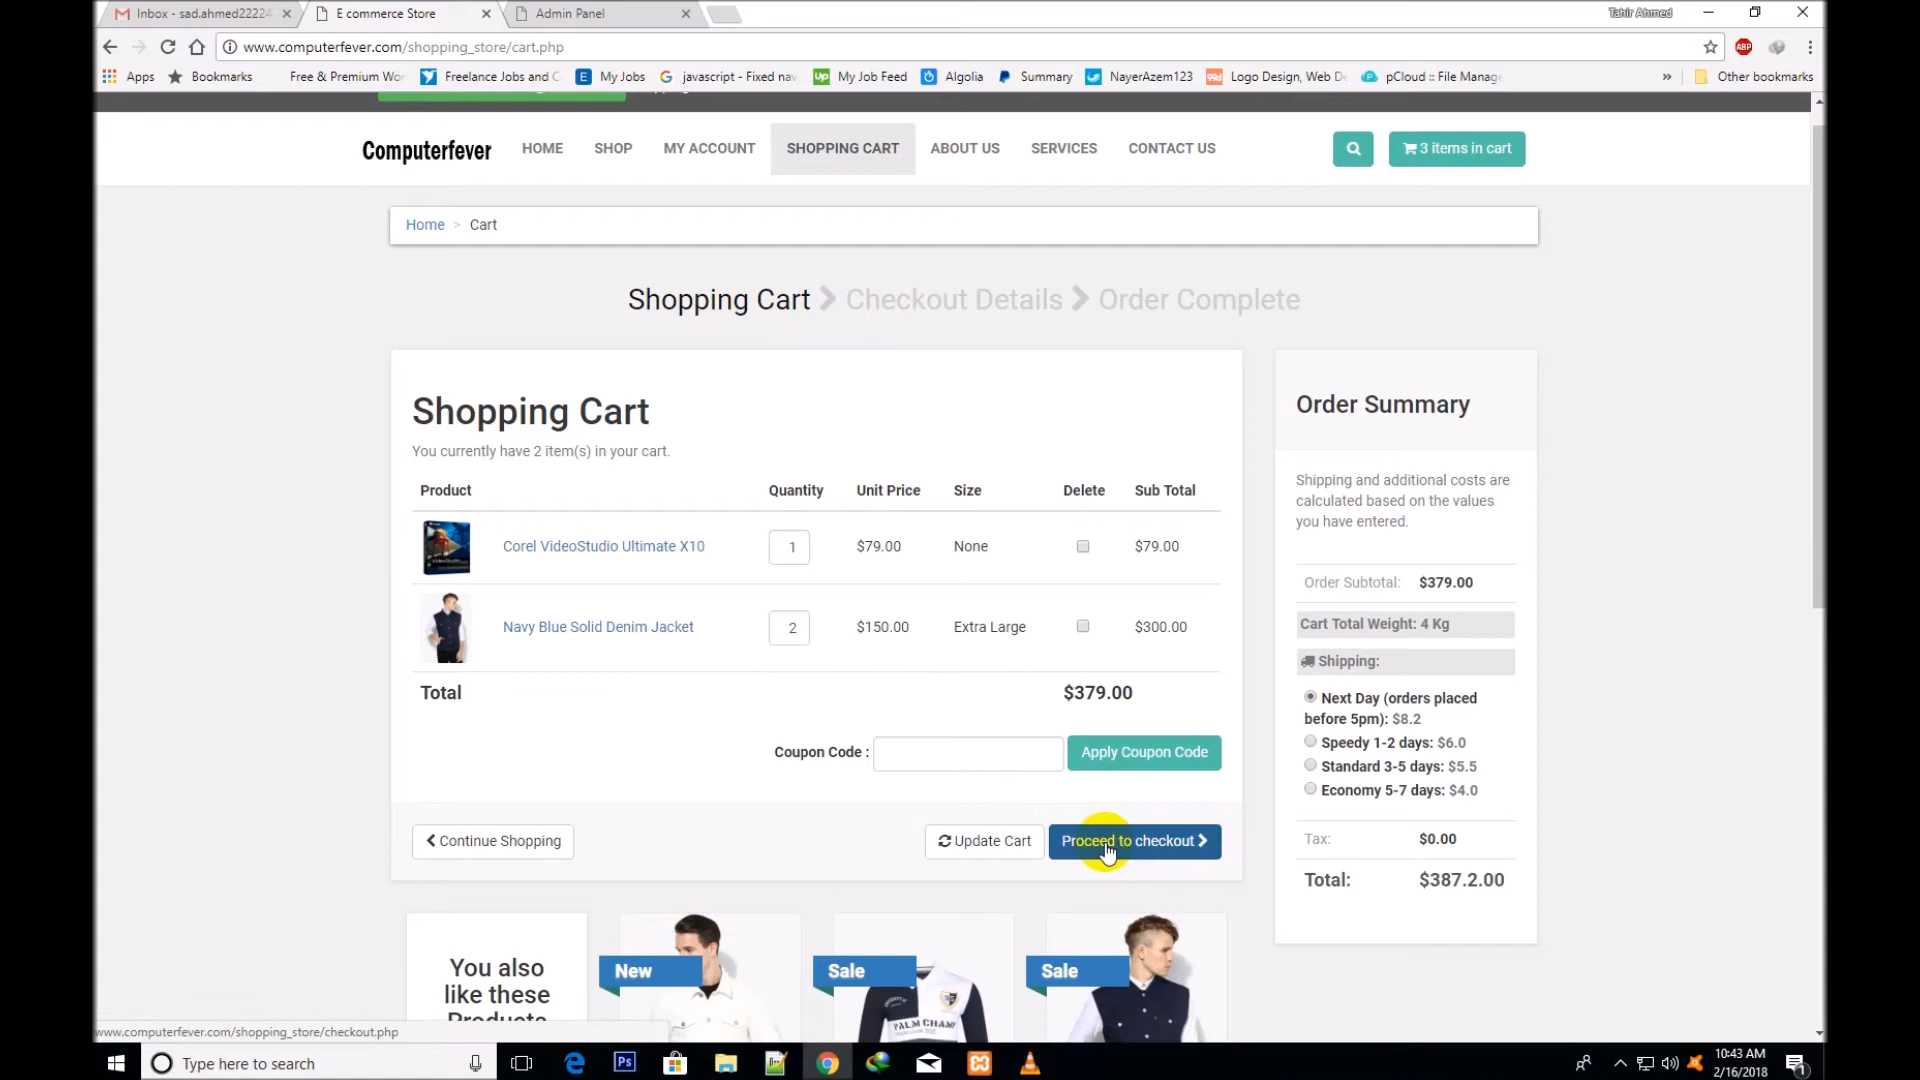 Inbox - sad.ahmed22224
E commerce Store
Admin Panel
Tahir Ahmed
www.computerfever.com/shopping_store/cart.php
ABP
Apps
Bookmarks
Free & Premium Wo
Freelance Jobs and C
My Jobs
javascript - Fixed nav
My Job Feed
Algolia
Summary
NayerAzem123
Logo Design, Web De
pCloud :: File Manage
»
Other bookmarks
Computerfever
HOME
SHOP
MY ACCOUNT
SHOPPING CART
ABOUT US
SERVICES
CONTACT US
3 items in cart
Home > Cart
Shopping Cart
Checkout Details
Order Complete
Shopping Cart
You currently have 2 item(s) in your cart.
Product Quantity Unit Price Size Delete Sub Total
Corel VideoStudio Ultimate X10 1 $79.00 None $79.00
Navy Blue Solid Denim Jacket 2 $150.00 Extra Large $300.00
Total $379.00
Coupon Code :
Apply Coupon Code
Continue Shopping
Update Cart
Proceed to checkout
Order Summary
Shipping and additional costs are
calculated based on the values
you have entered.
Order Subtotal: $379.00
Cart Total Weight: 4 Kg
Shipping:
Next Day (orders placed
before 5pm): $8.2
Speedy 1-2 days: $6.0
Standard 3-5 days: $5.5
Economy 5-7 days: $4.0
Tax: $0.00
Total: $387.2.00
You also
like these
Products
New
Sale
PALM CHAMP
Sale
www.computerfever.com/shopping_store/checkout.php
Type here to search
Ps
10:43 AM
2/16/2018
1